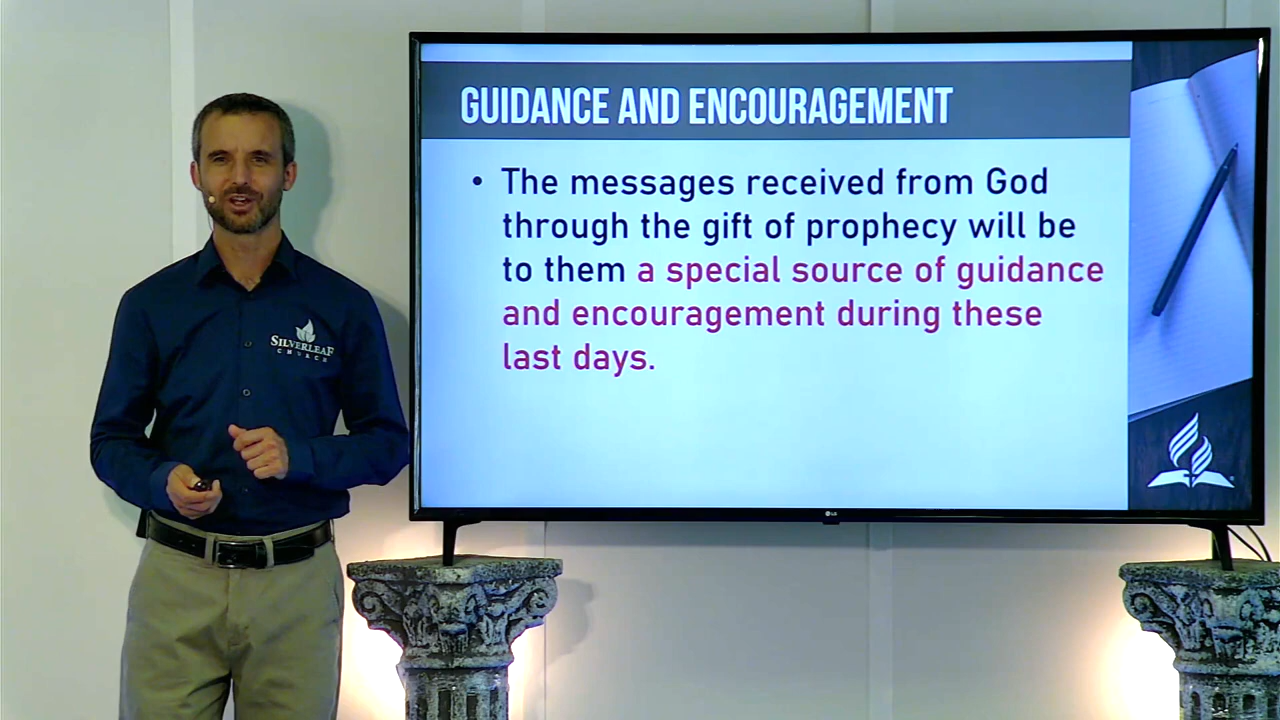 GUIDANCE AND ENCOURAGEMENT
• The messages received from God
through the gift of prophecy will be
to them a special source of guidance
and encouragement during these
last days.
SILVERLEAF
CHURCH
LG